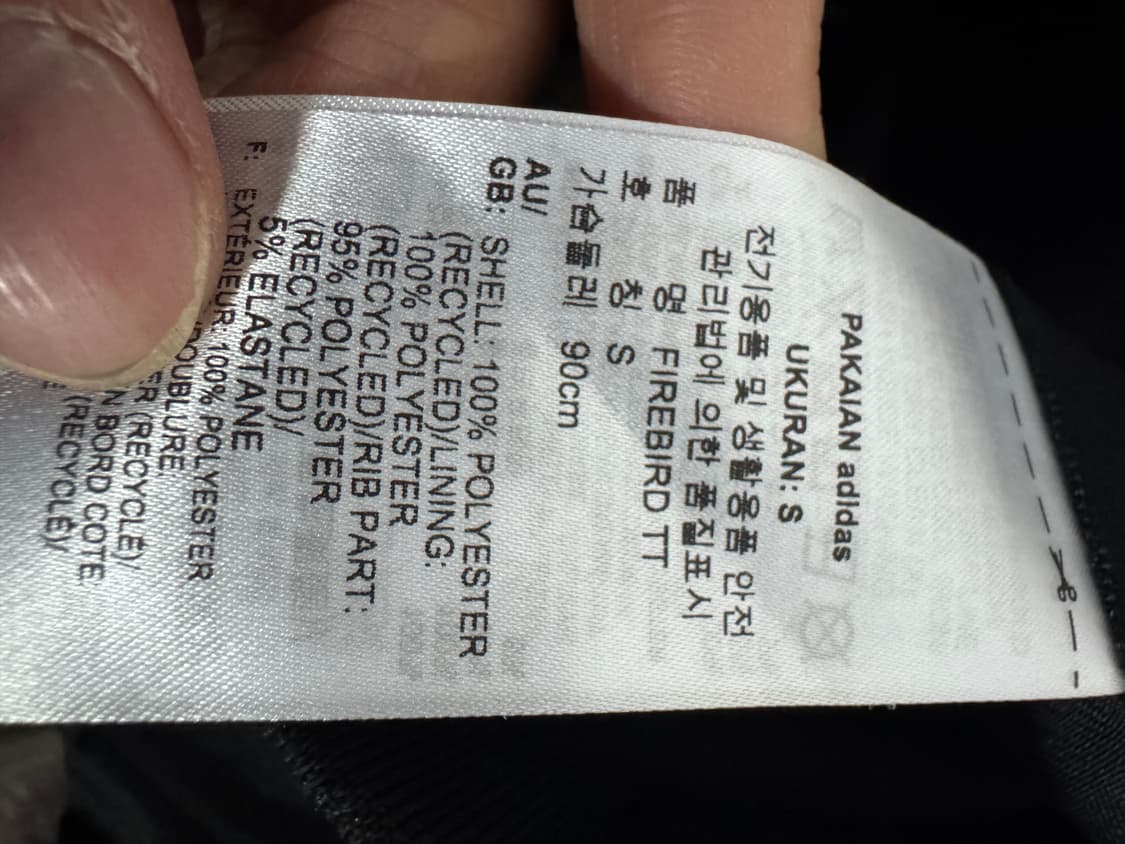 PAKAIAN adidas
UKURAN: S
전기용품 및 생활용품 안전
관리법에 의한 품질표시
품 명 FIREBIRD TT
호 칭 S
가슴둘레 90cm
AU/
GB: SHELL: 100% POLYESTER
(RECYCLED)/LINING:
100% POLYESTER
(RECYCLED)/RIB PART:
95% POLYESTER
(RECYCLED)/
5% ELASTANE
F: EXTÉRIEUR: 100% POLYESTER
DOUBLURE:
(RECYCLÉ)/
BORD COTE
(RECYCLÉ)/